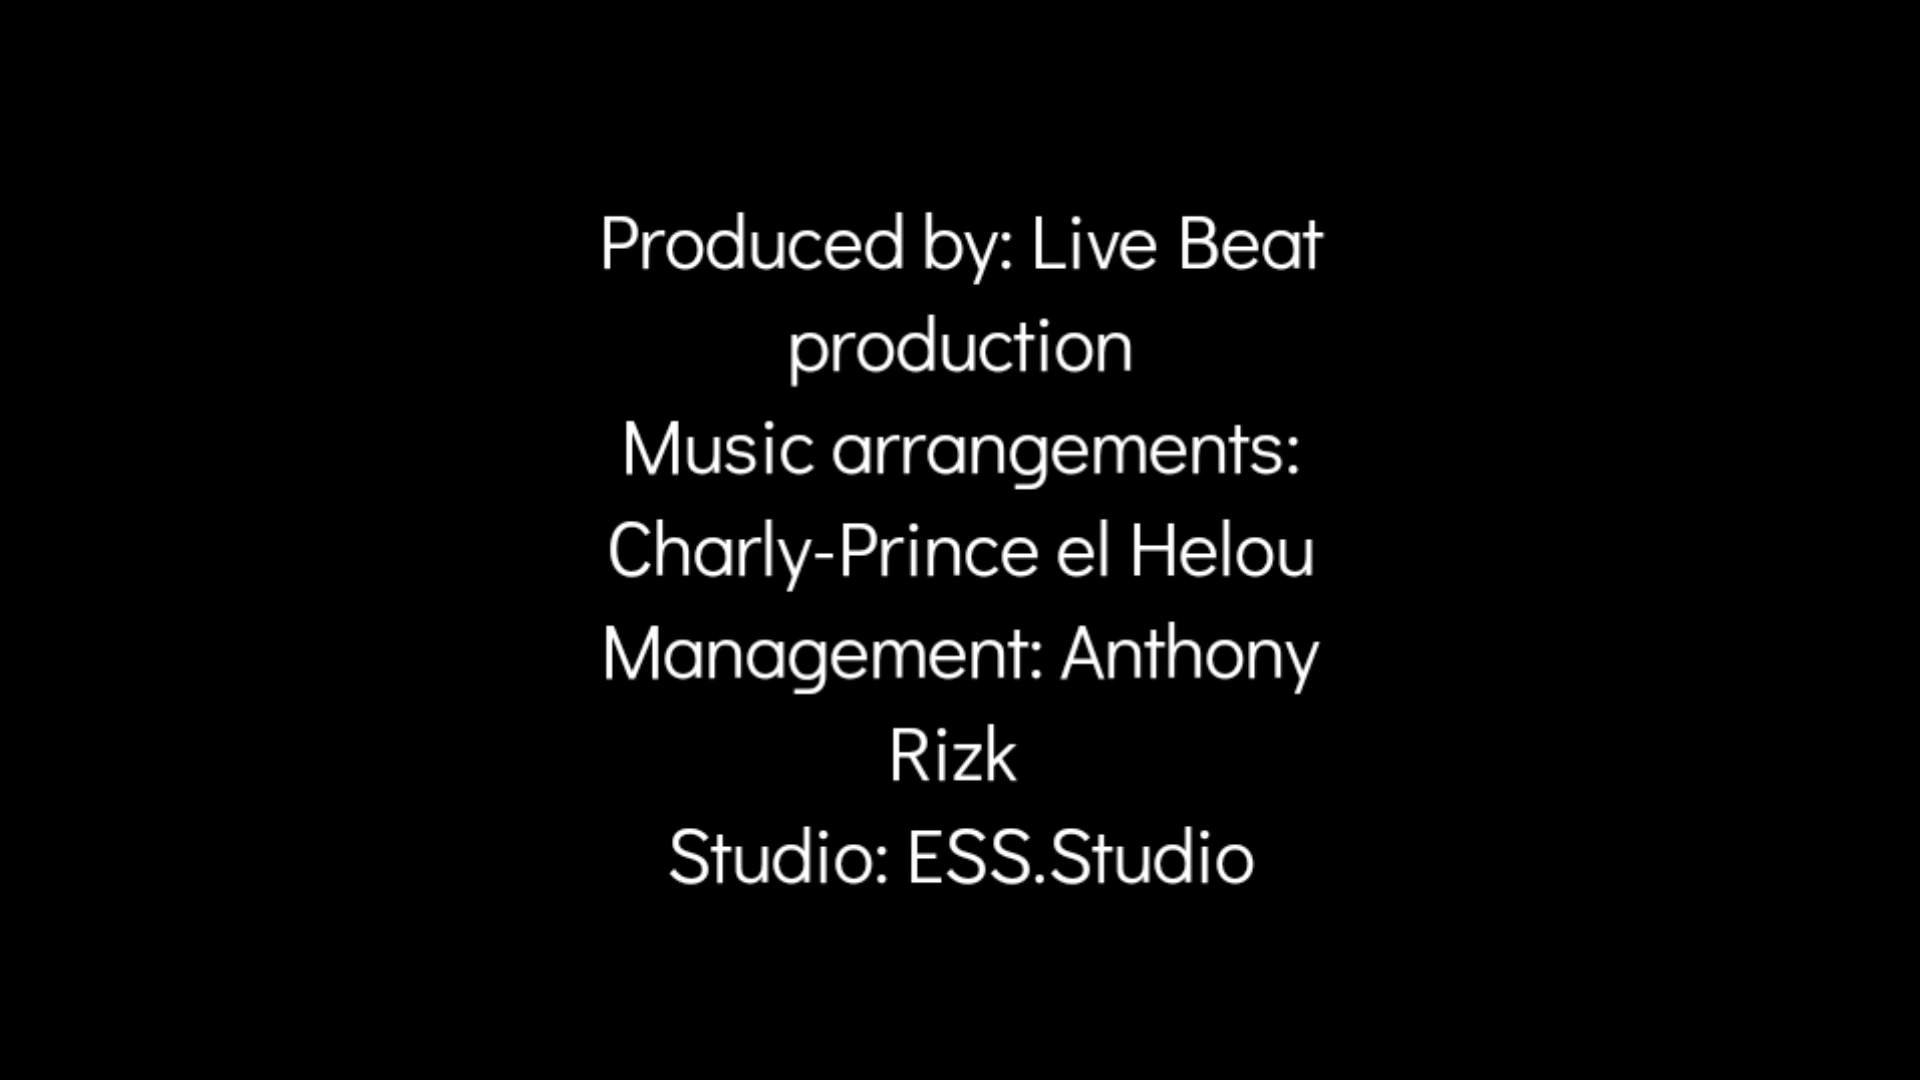 Produced by: Live Beat
production
Music arrangements:
Charly-Prince el Helou
Management: Anthony
Rizk
Studio: ESS.Studio